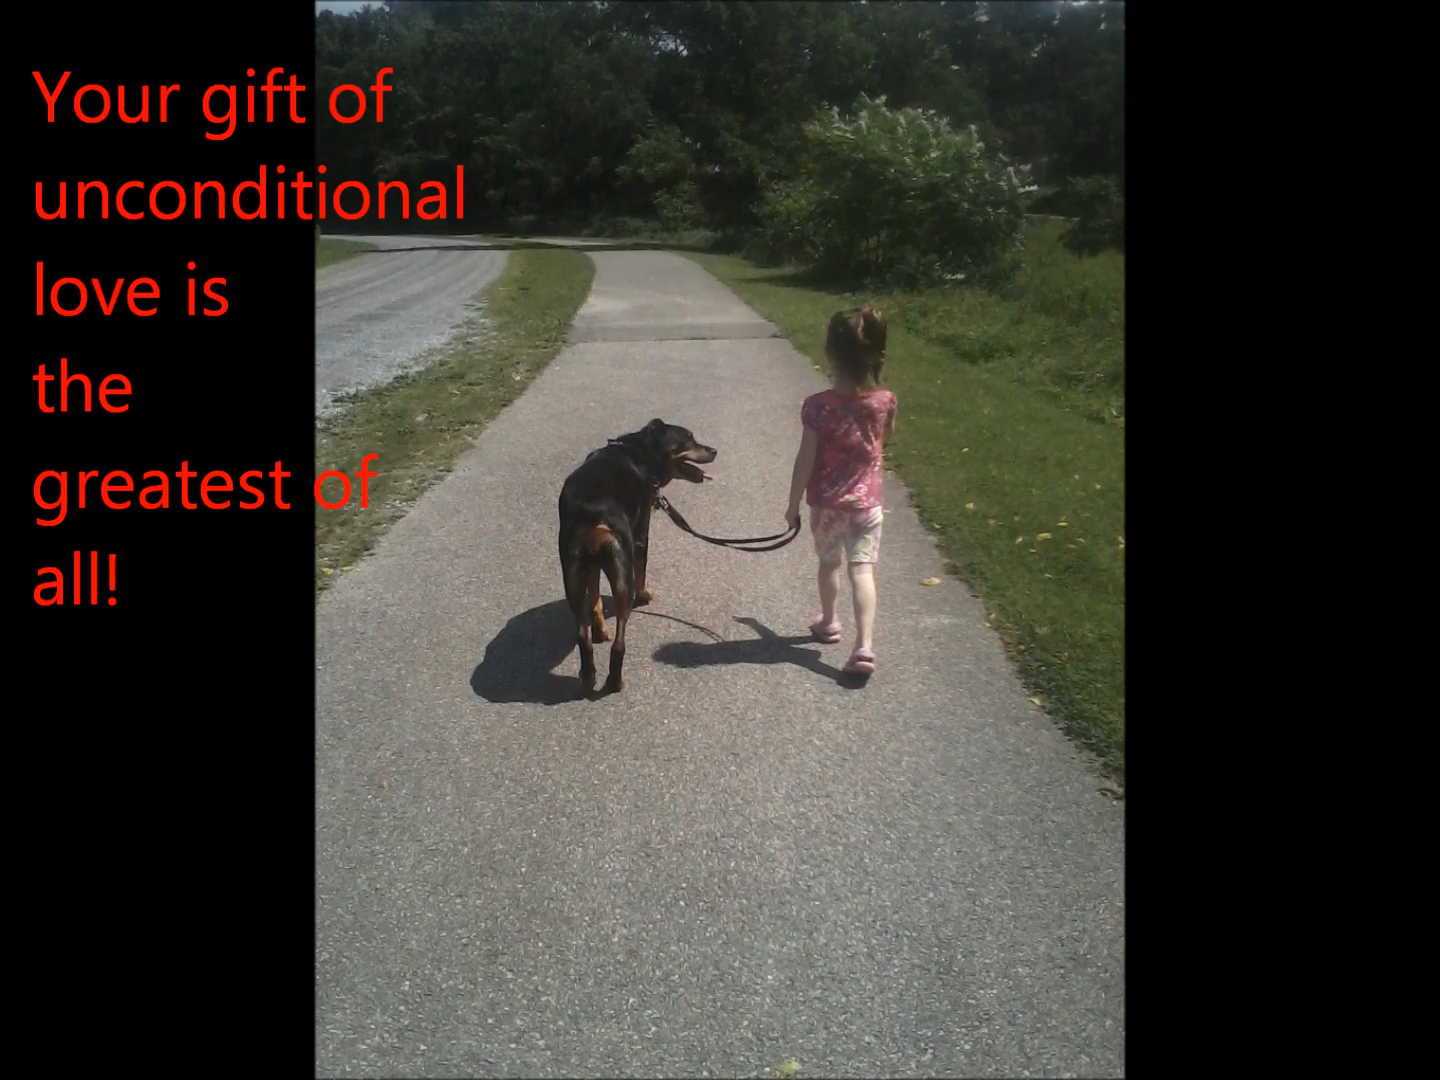 Your gift of
unconditional
love is
the
greatest of
all!